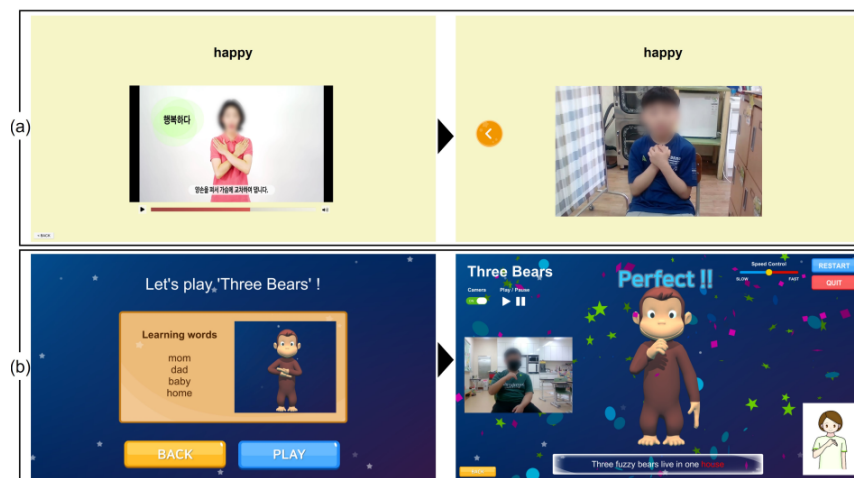 (a)
happy
행복하다
양손을 펴서 가슴에 교차하여 댑니다.
< BACK
happy
(b)
Let's play 'Three Bears' !
Learning words
mom
dad
baby
home
BACK
PLAY
Three Bears
Camera
Play / Pause
Perfect !!
Speed Control
SLOW
FAST
RESTART
QUIT
Three fuzzy bears live in one house